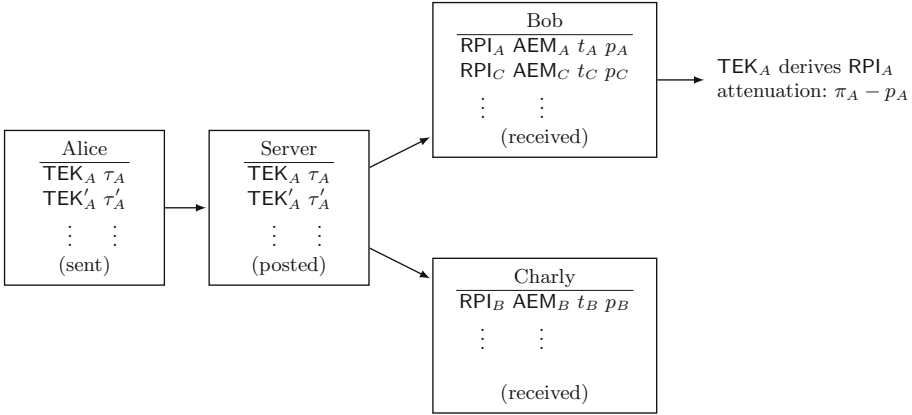 Alice
TEK_A τ_A
TEK′_A τ′_A
⋮ ⋮
(sent)
Server
TEK_A τ_A
TEK′_A τ′_A
⋮ ⋮
(posted)
Bob
RPI_A AEM_A t_A p_A
RPI_C AEM_C t_C p_C
⋮ ⋮
(received)
TEK_A derives RPI_A
attenuation: π_A − p_A
Charly
RPI_B AEM_B t_B p_B
⋮ ⋮
(received)